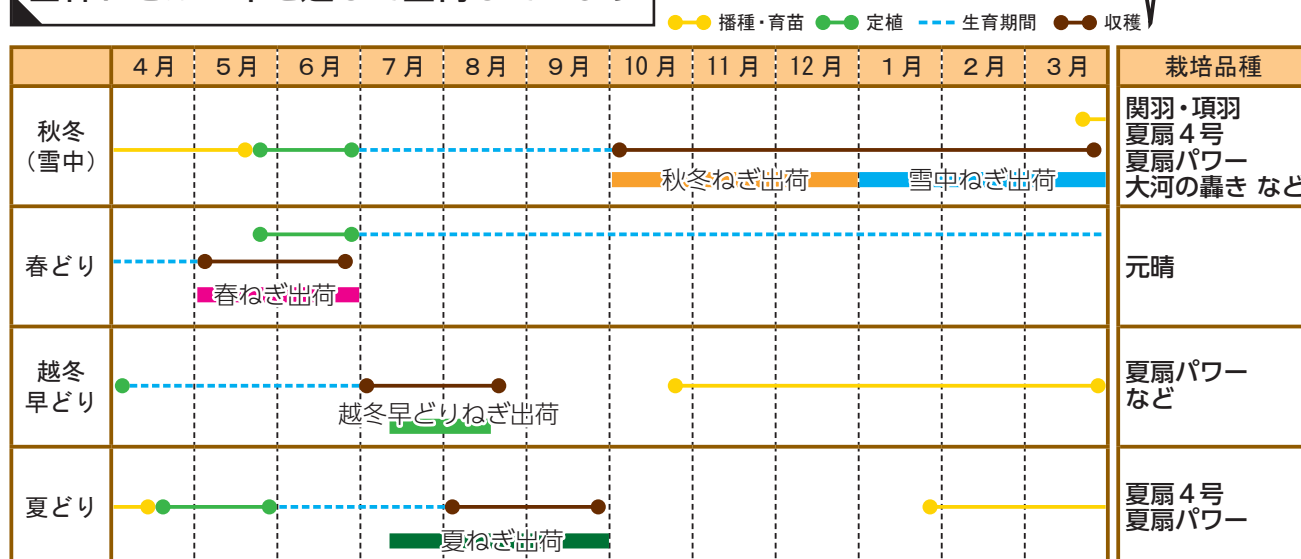 播種・育苗 定植 生育期間 収穫
4月 5月 6月 7月 8月 9月 10月 11月 12月 1月 2月 3月 栽培品種
秋冬
（雪中）
秋冬ねぎ出荷 雪中ねぎ出荷
関羽・項羽
夏扇4号
夏扇パワー
大河の轟き など
春どり
春ねぎ出荷
元晴
越冬
早どり
越冬早どりねぎ出荷
夏扇パワー
など
夏どり
夏ねぎ出荷
夏扇4号
夏扇パワー